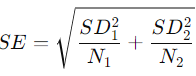 SE = √(SD₁²/N₁ + SD₂²/N₂)